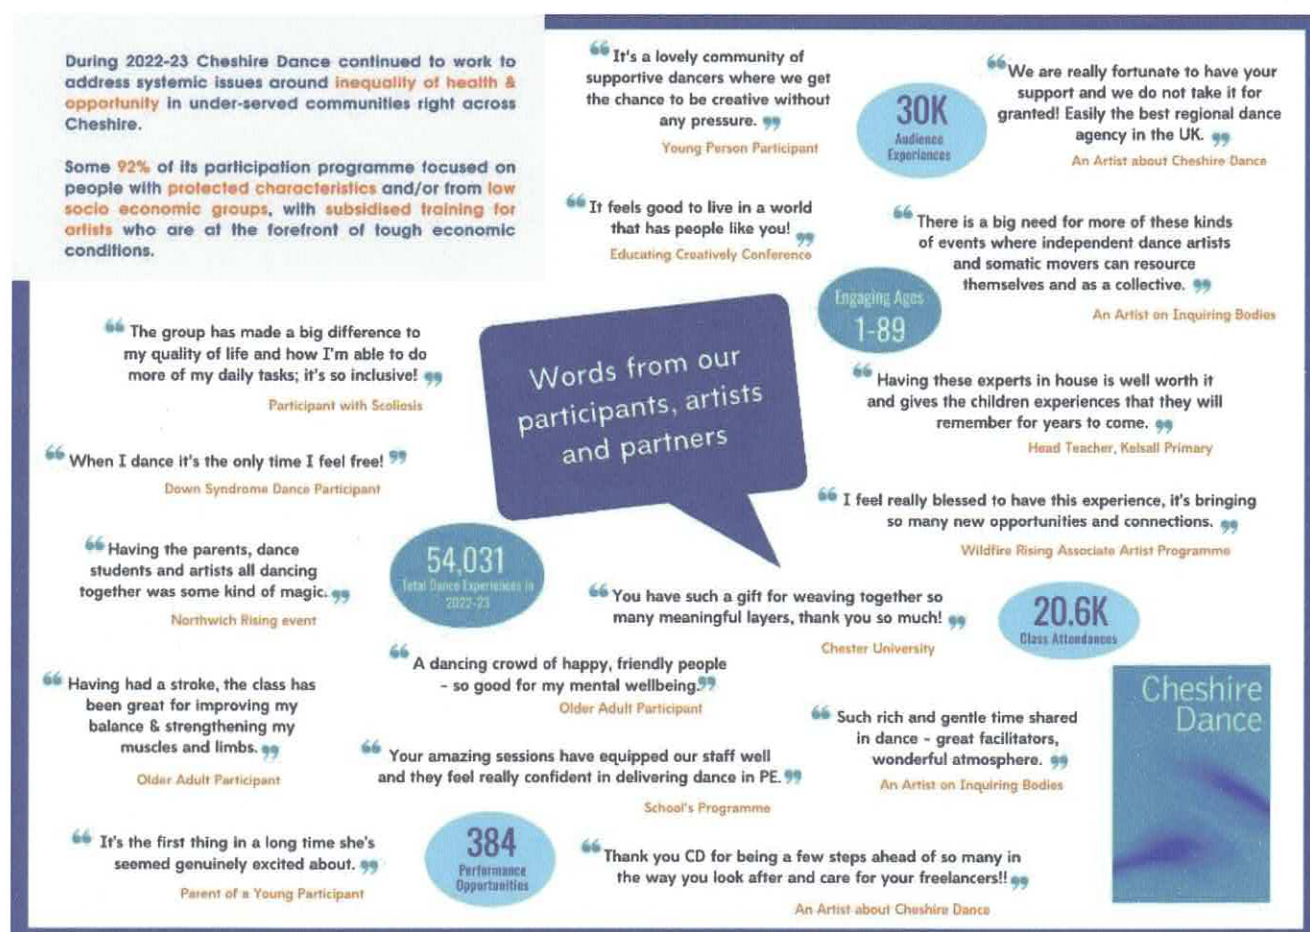 During 2022-23 Cheshire Dance continued to work to
address systemic issues around inequality of health &
opportunity in under-served communities right across
Cheshire.
Some 92% of its participation programme focused on
people with protected characteristics and/or from low
socio economic groups, with subsidised training for
artists who are at the forefront of tough economic
conditions.
“It's a lovely community of
supportive dancers where we get
the chance to be creative without
any pressure.”
Young Person Participant
30K
Audience
Experiences
“We are really fortunate to have your
support and we do not take it for
granted! Easily the best regional dance
agency in the UK.”
An Artist about Cheshire Dance
“It feels good to live in a world
that has people like you!”
Educating Creatively Conference
“There is a big need for more of these kinds
of events where independent dance artists
and somatic movers can resource
themselves and as a collective.”
An Artist on Inquiring Bodies
Engaging Ages
1-89
“The group has made a big difference to
my quality of life and how I'm able to do
more of my daily tasks; it's so inclusive!”
Participant with Scoliosis
Words from our
participants, artists
and partners
“Having these experts in house is well worth it
and gives the children experiences that they will
remember for years to come.”
Head Teacher, Kelsall Primary
“When I dance it's the only time I feel free!”
Down Syndrome Dance Participant
“I feel really blessed to have this experience, it's bringing
so many new opportunities and connections.”
Wildfire Rising Associate Artist Programme
“Having the parents, dance
students and artists all dancing
together was some kind of magic.”
Northwich Rising event
54,031
Total Dance Experiences in
2022-23
“You have such a gift for weaving together so
many meaningful layers, thank you so much!”
Chester University
20.6K
Class Attendances
“A dancing crowd of happy, friendly people
- so good for my mental wellbeing.”
Older Adult Participant
“Having had a stroke, the class has
been great for improving my
balance & strengthening my
muscles and limbs.”
Older Adult Participant
“Your amazing sessions have equipped our staff well
and they feel really confident in delivering dance in PE.”
School's Programme
“Such rich and gentle time shared
in dance - great facilitators,
wonderful atmosphere.”
An Artist on Inquiring Bodies
Cheshire
Dance
“It's the first thing in a long time she's
seemed genuinely excited about.”
Parent of a Young Participant
384
Performance
Opportunities
“Thank you CD for being a few steps ahead of so many in
the way you look after and care for your freelancers!!”
An Artist about Cheshire Dance